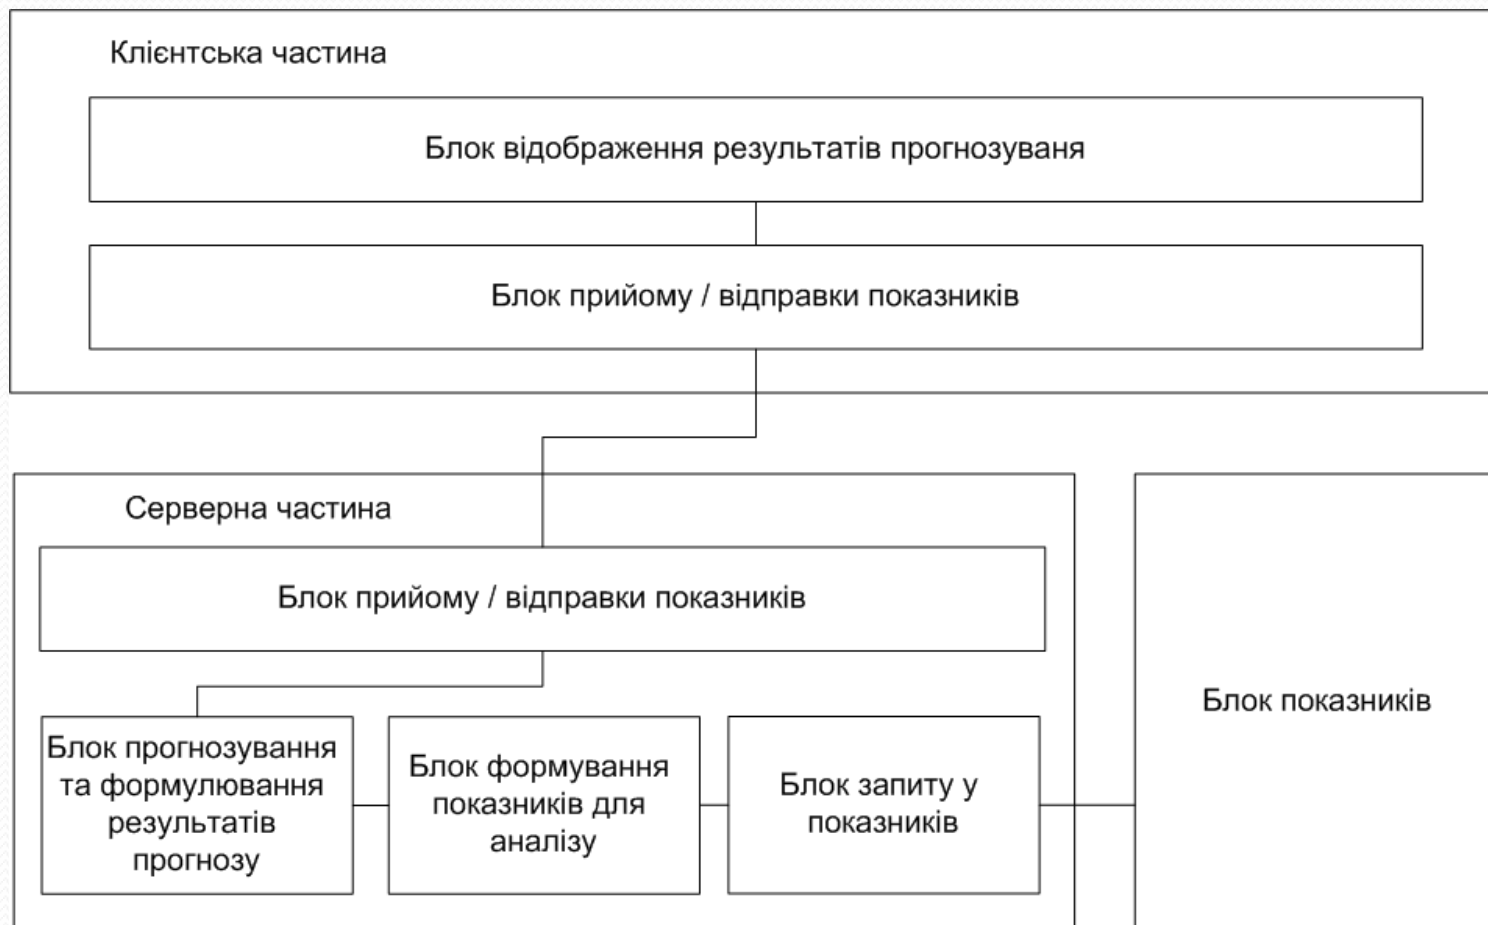 Клієнтська частина
Блок відображення результатів прогнозуваня
Блок прийому / відправки показників
Серверна частина
Блок прийому / відправки показників
Блок прогнозування
та формулювання
результатів
прогнозу
Блок формування
показників для
аналізу
Блок запиту у
показників
Блок показників